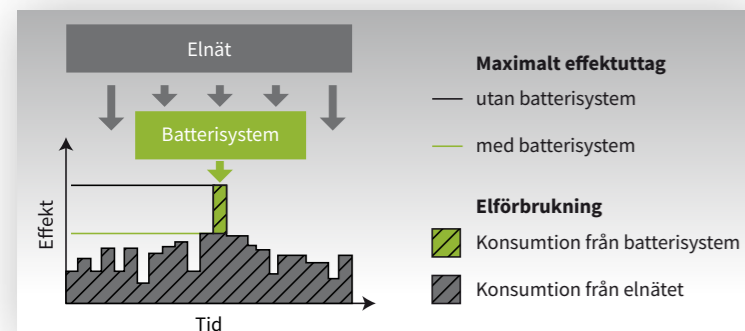 Elnät
Batterisystem
Effekt
Tid
Maximalt effektuttag
utan batterisystem
med batterisystem
Elförbrukning
Konsumtion från batterisystem
Konsumtion från elnätet